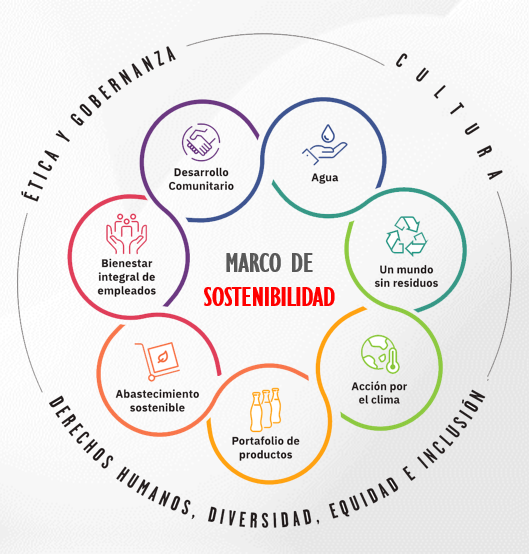 ÉTICA Y GOBERNANZA
CULTURA
Desarrollo
Comunitario
Agua
Bienestar
integral de
empleados
MARCO DE
SOSTENIBILIDAD
Un mundo
sin residuos
Abastecimiento
sostenible
Acción por
el clima
Portafolio de
productos
DERECHOS HUMANOS, DIVERSIDAD, EQUIDAD E INCLUSIÓN